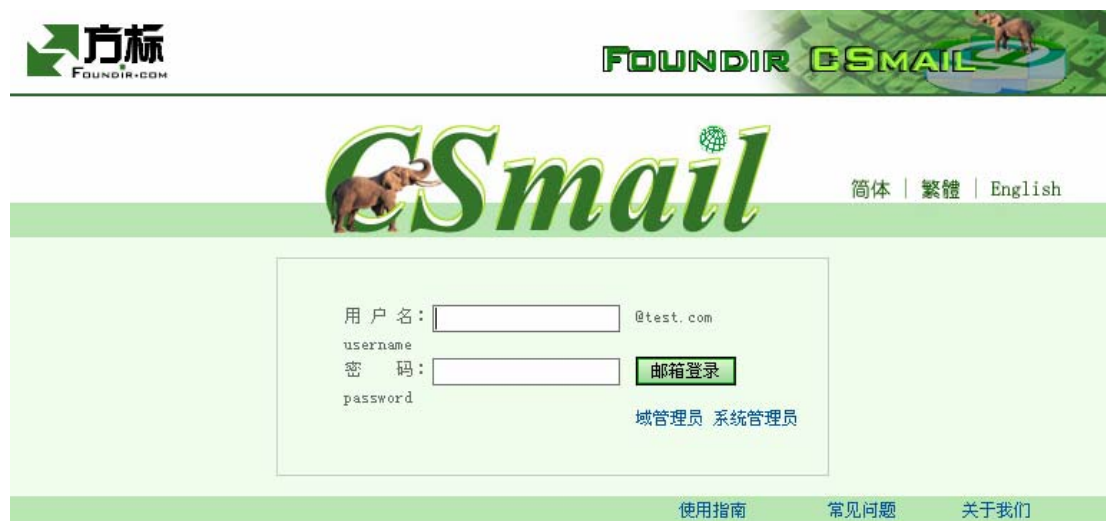 方标
FOUNDIR.COM
FOUNDIR CSMAIL
CSmail
简体 | 繁體 | English
用 户 名: @test.com
username
密 码: 邮箱登录
password
域管理员 系统管理员
使用指南 常见问题 关于我们